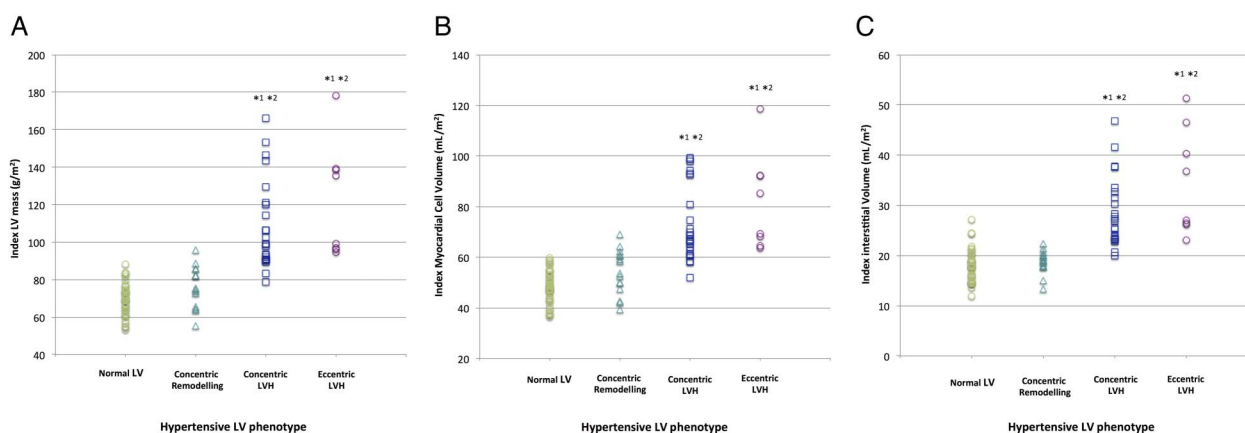 A
Index LV mass (g/m²)
200
180
160
140
120
100
80
60
40
*1 *2
*1 *2
Normal LV
Concentric
Remodelling
Concentric
LVH
Eccentric
LVH
Hypertensive LV phenotype
B
Index Myocardial Cell Volume (mL/m²)
140
120
100
80
60
40
20
*1 *2
*1 *2
Normal LV
Concentric
Remodelling
Concentric
LVH
Eccentric
LVH
Hypertensive LV phenotype
C
Index interstitial Volume (mL/m²)
60
50
40
30
20
10
0
*1 *2
*1 *2
Normal LV
Concentric
Remodelling
Concentric
LVH
Eccentric
LVH
Hypertensive LV phenotype